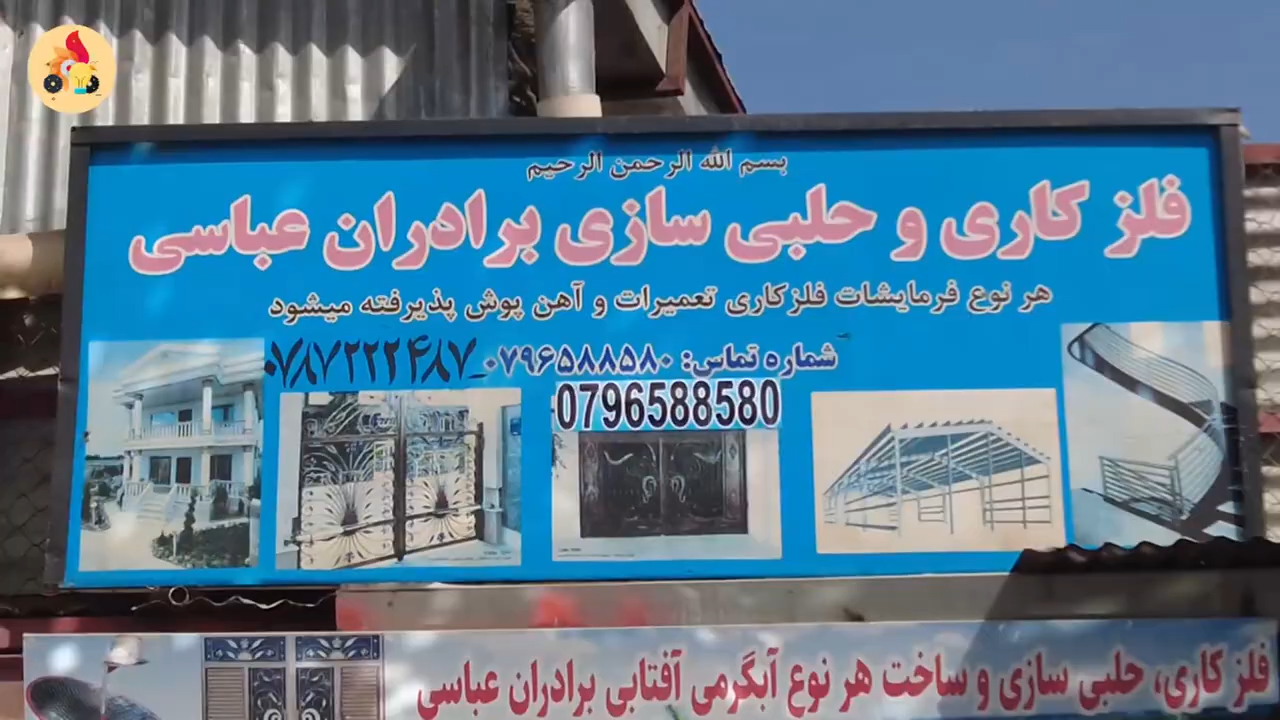 بسم الله الرحمن الرحیم
فلز کاری و حلبی سازی برادران عباسی
هر نوع فرمایشات فلزکاری تعمیرات و آهن پوش پذیرفته میشود
شماره تماس: ۰۷۹۶۵۸۸۵۸۰_۰۷۸۷۲۲۲۴۸۷
0796588580
فلز کاری، حلبی سازی و ساخت هر نوع آبگرمی آفتابی برادران عباسی